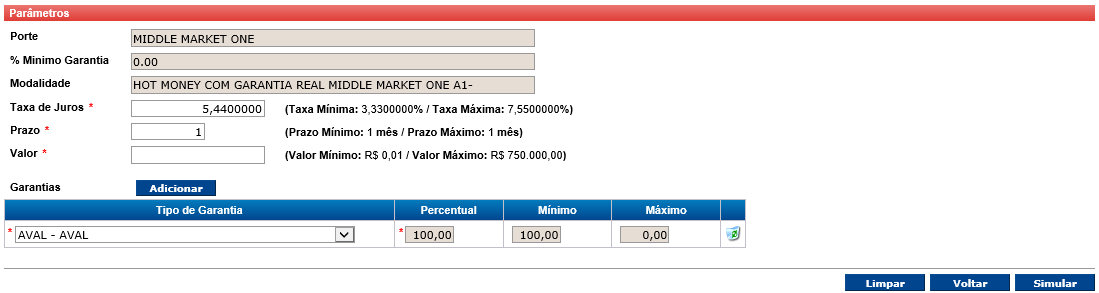 Parâmetros
Porte MIDDLE MARKET ONE
% Minimo Garantia 0.00
Modalidade HOT MONEY COM GARANTIA REAL MIDDLE MARKET ONE A1-
Taxa de Juros * 5,4400000 (Taxa Mínima: 3,3300000% / Taxa Máxima: 7,5500000%)
Prazo * 1 (Prazo Mínimo: 1 mês / Prazo Máximo: 1 mês)
Valor * (Valor Mínimo: R$ 0,01 / Valor Máximo: R$ 750.000,00)
Garantias Adicionar
Tipo de Garantia Percentual Mínimo Máximo
* AVAL - AVAL * 100,00 100,00 0,00
Limpar Voltar Simular